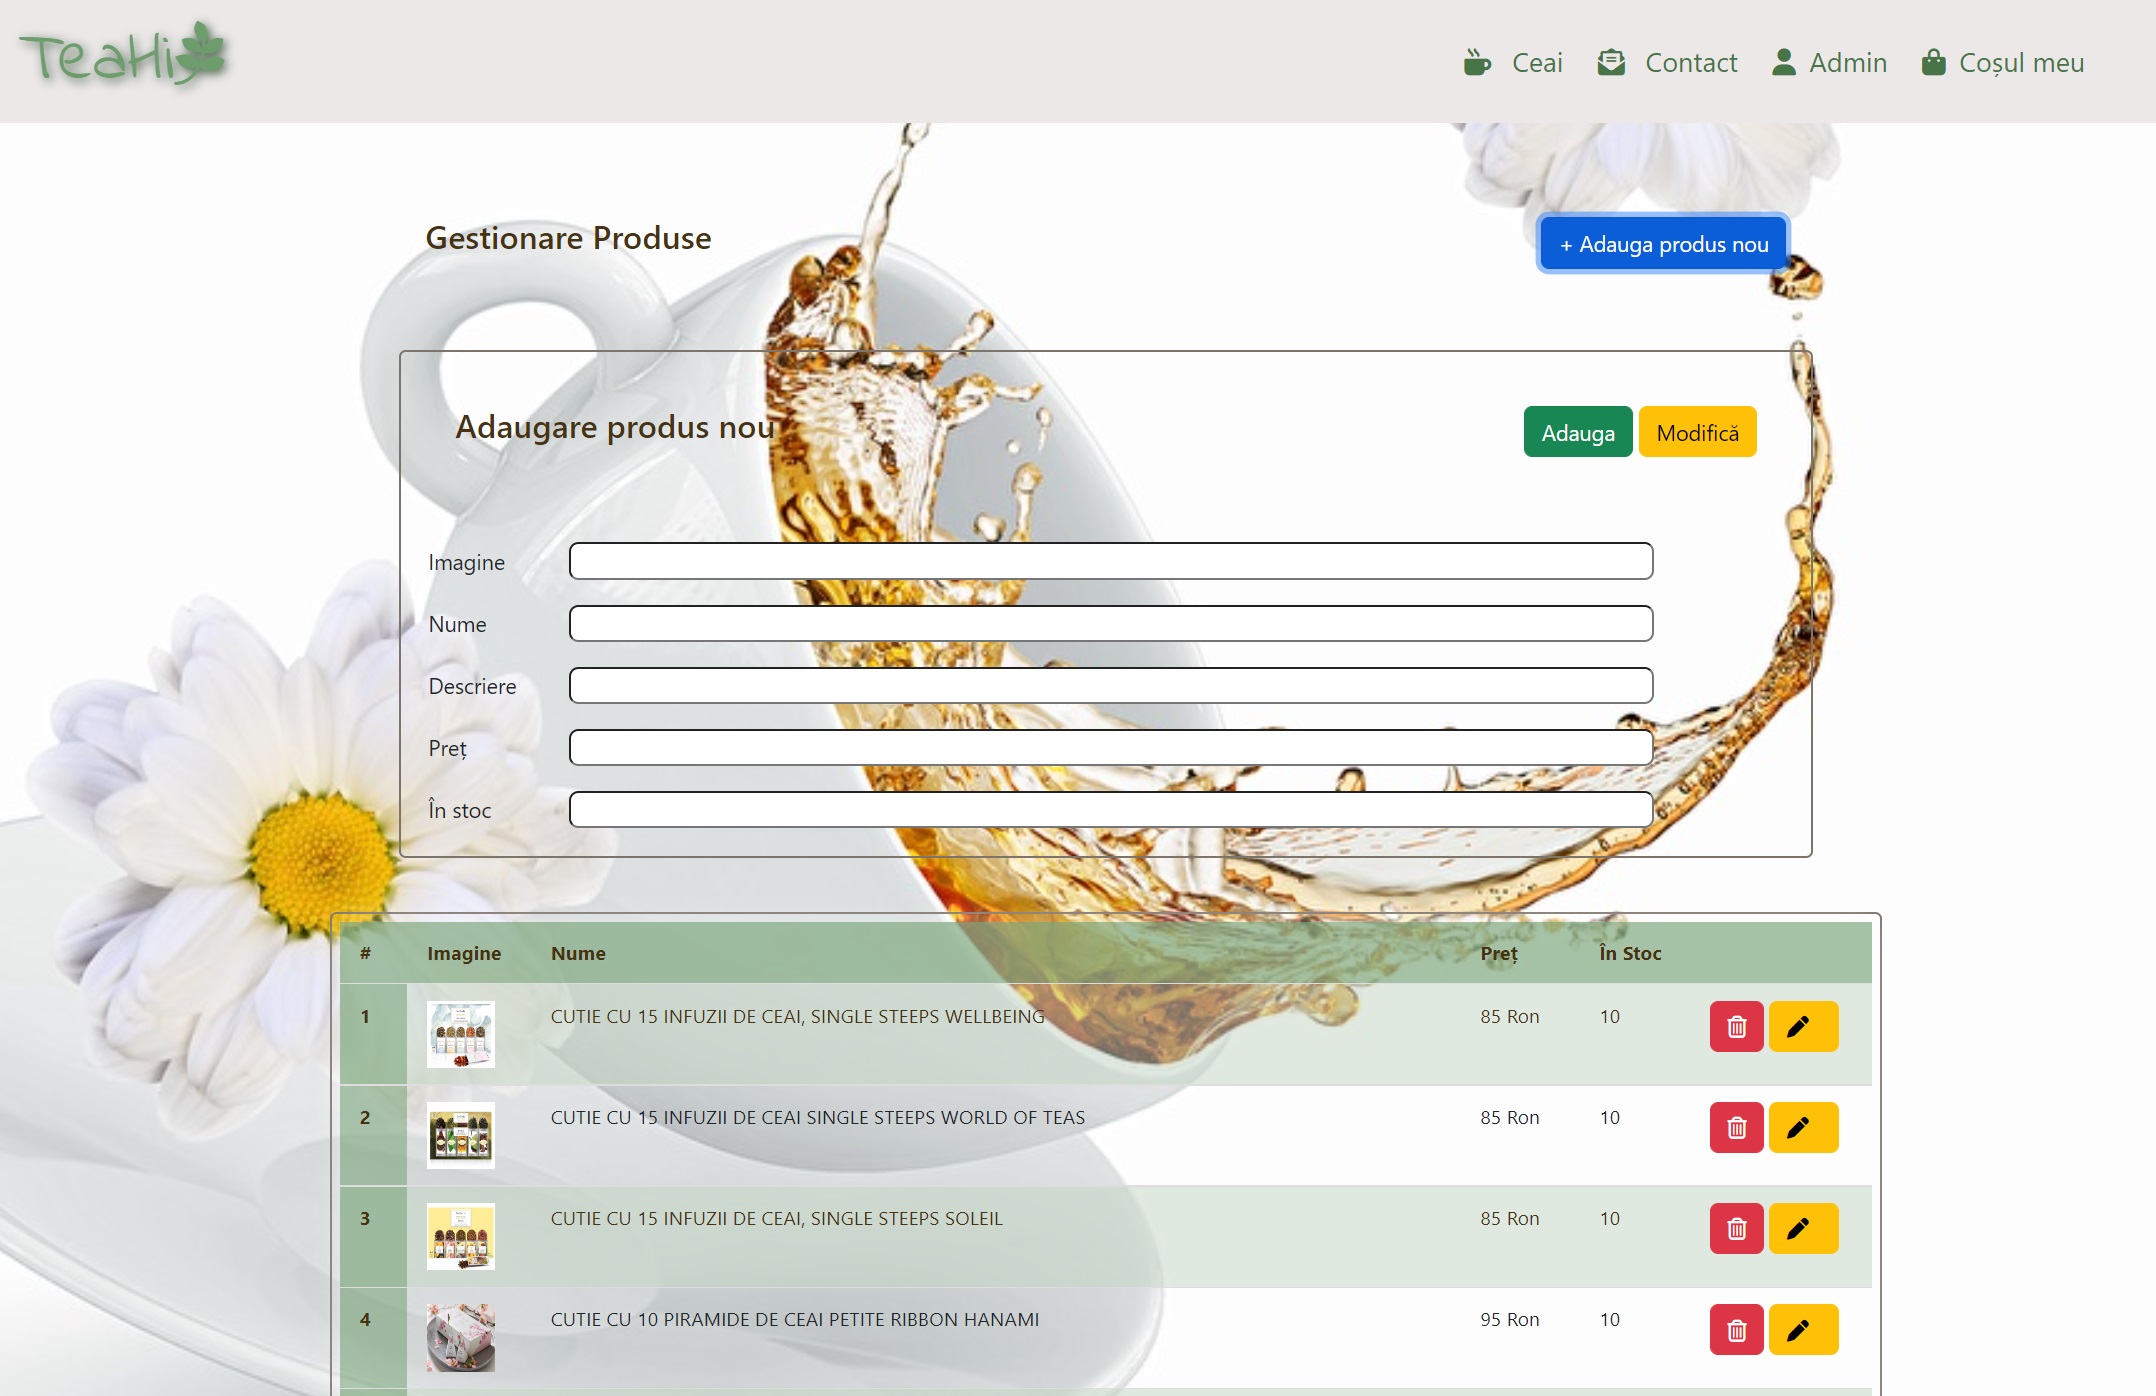 TeaHi
Ceai Contact Admin Coșul meu
Gestionare Produse
+ Adauga produs nou
Adaugare produs nou
Adauga Modifică
Imagine
Nume
Descriere
Preț
În stoc
# Imagine Nume Preț În Stoc
1 CUTIE CU 15 INFUZII DE CEAI, SINGLE STEEPS WELLBEING 85 Ron 10
2 CUTIE CU 15 INFUZII DE CEAI SINGLE STEEPS WORLD OF TEAS 85 Ron 10
3 CUTIE CU 15 INFUZII DE CEAI, SINGLE STEEPS SOLEIL 85 Ron 10
4 CUTIE CU 10 PIRAMIDE DE CEAI PETITE RIBBON HANAMI 95 Ron 10